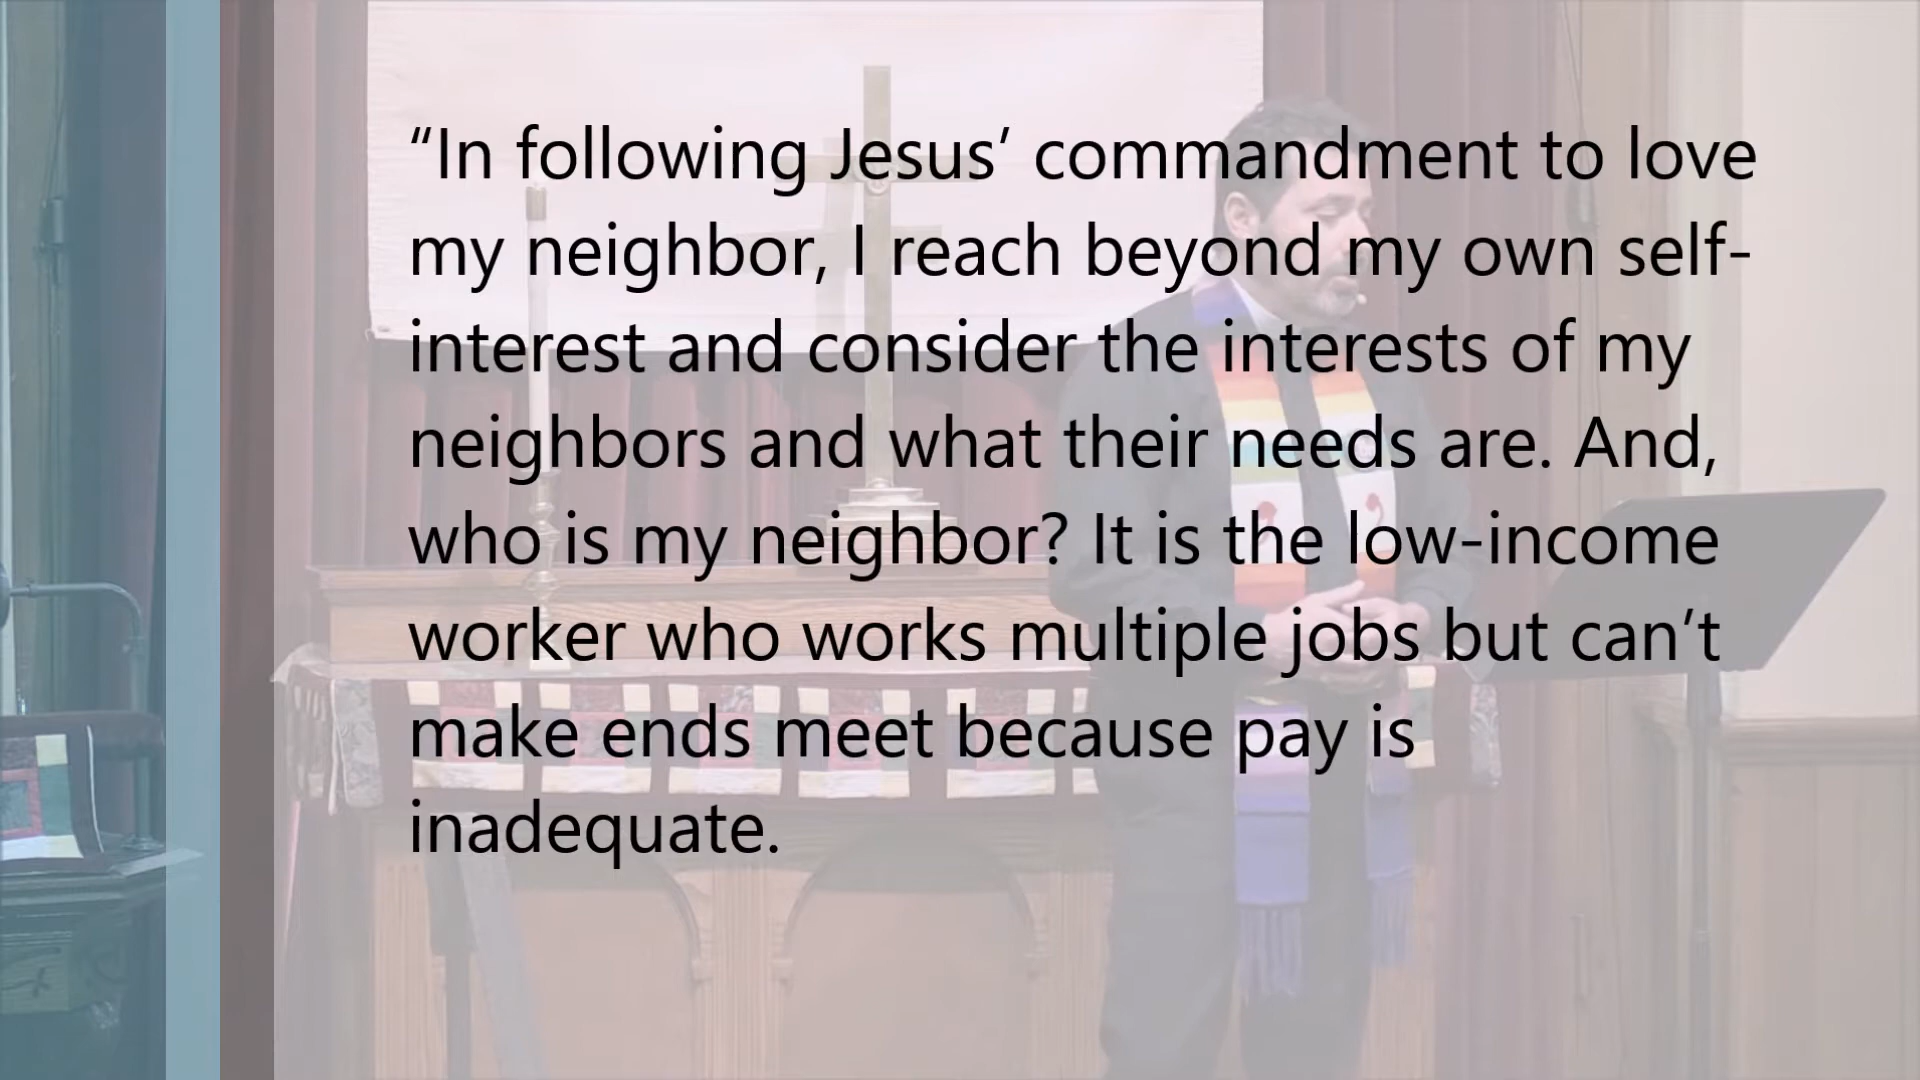 “In following Jesus’ commandment to love
my neighbor, I reach beyond my own self-
interest and consider the interests of my
neighbors and what their needs are. And,
who is my neighbor? It is the low-income
worker who works multiple jobs but can’t
make ends meet because pay is
inadequate.